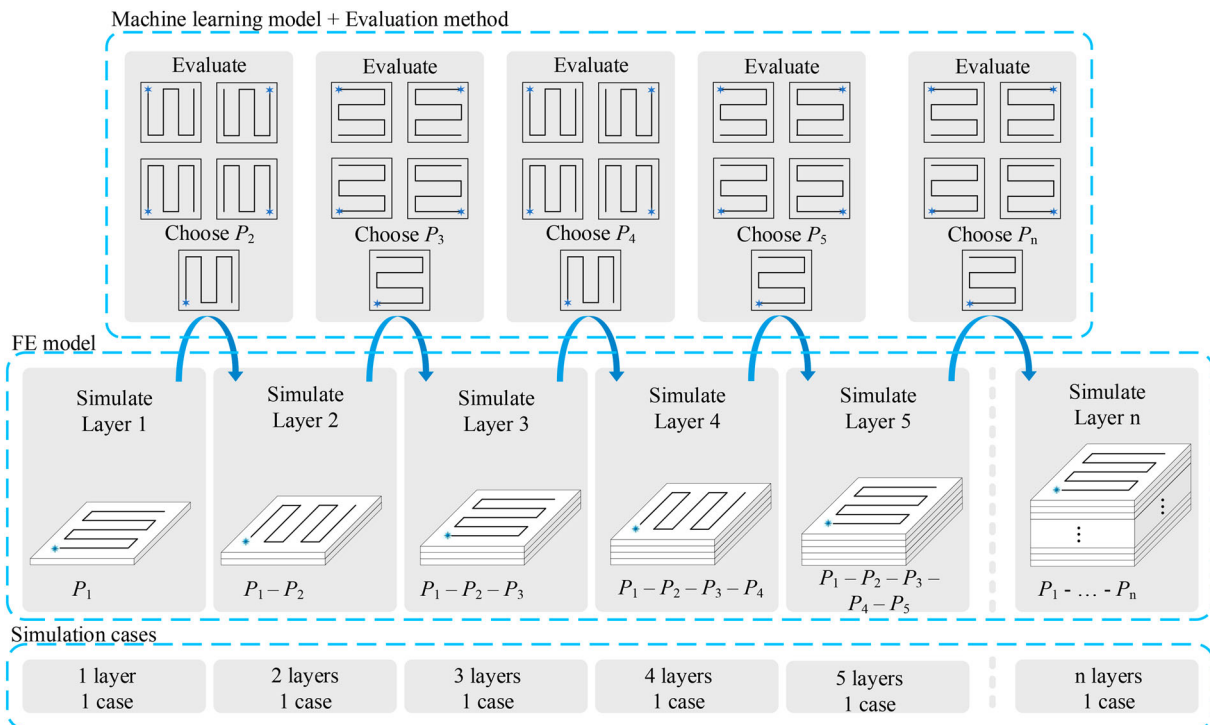 Machine learning model + Evaluation method
Evaluate Evaluate Evaluate Evaluate Evaluate
Choose P₂ Choose P₃ Choose P₄ Choose P₅ Choose Pₙ
FE model
Simulate Simulate Simulate Simulate Simulate Simulate
Layer 1 Layer 2 Layer 3 Layer 4 Layer 5 Layer n
P₁ P₁ – P₂ P₁ – P₂ – P₃ P₁ – P₂ – P₃ – P₄ P₁ – P₂ – P₃ – P₁ - … - Pₙ
P₄ – P₅
Simulation cases
1 layer 2 layers 3 layers 4 layers 5 layers n layers
1 case 1 case 1 case 1 case 1 case 1 case